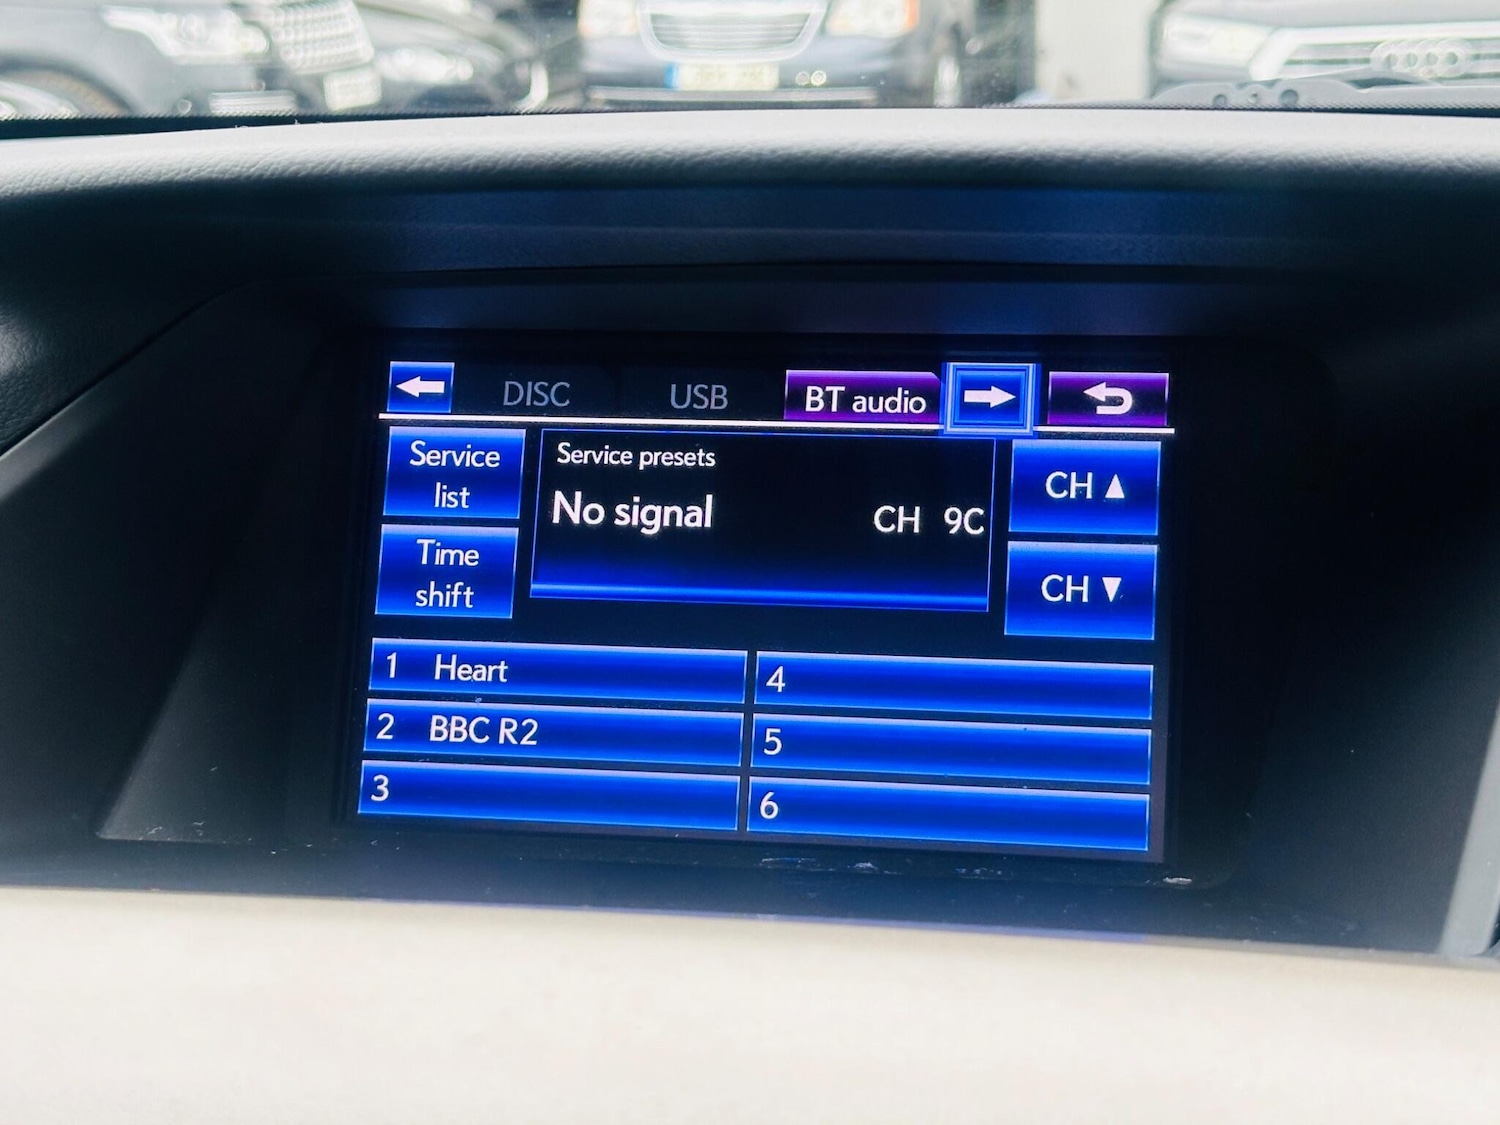 DISC USB BT audio
Service
list
Service presets
No signal CH 9C
CH ▲
Time
shift
CH ▼
1 Heart
2 BBC R2
3
4
5
6